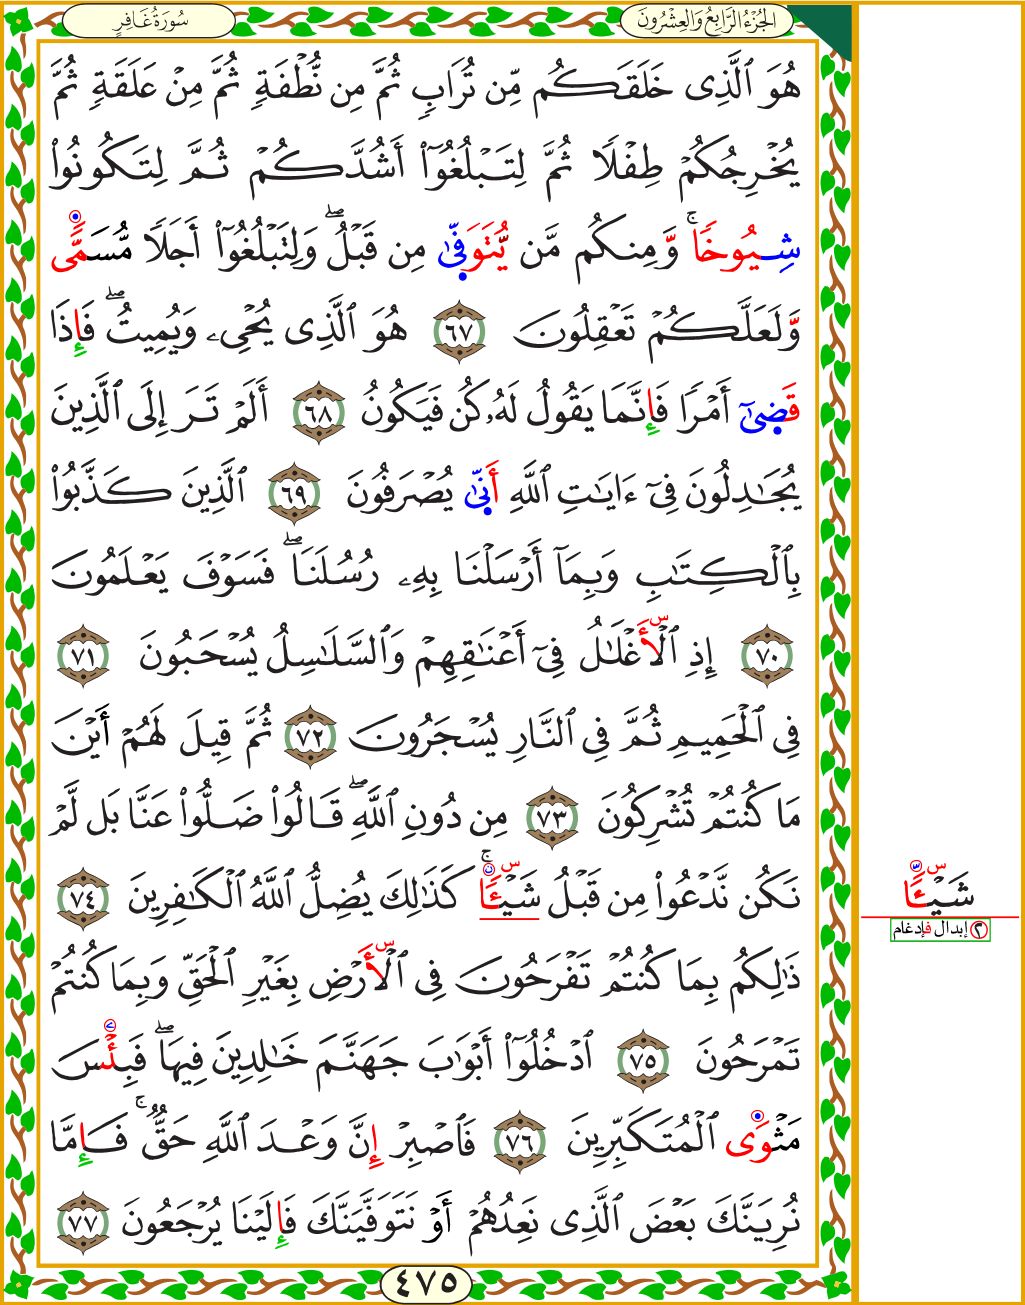 الجُزْءُ الرَّابِعُ وَالعِشْرُونَ
سُورَةُ غَافِرٍ
هُوَ ٱلَّذِى خَلَقَكُم مِّن تُرَابٍ ثُمَّ مِن نُّطْفَةٍ ثُمَّ مِنْ عَلَقَةٍ ثُمَّ
يُخْرِجُكُمْ طِفْلًا ثُمَّ لِتَبْلُغُوٓا۟ أَشُدَّكُمْ ثُمَّ لِتَكُونُوا۟
شِيُوخًاۚ وَّمِنكُم مَّن يُّتَوَفّٜىٰ مِن قَبْلُۖ وَلِتَبْلُغُوٓا۟ أَجَلًا مُّسَمًّى
وَّلَعَلَّكُمْ تَعْقِلُونَ ٦٧ هُوَ ٱلَّذِى يُحْىِۦ وَيُمِيتُۖ فَإِذَا
قَضٜىٰٓ أَمْرًا فَإِنَّمَا يَقُولُ لَهُۥ كُن فَيَكُونُ ٦٨ أَلَمْ تَرَ إِلَى ٱلَّذِينَ
يُجَـٰدِلُونَ فِىٓ ءَايَـٰتِ ٱللَّهِ أَنّٜىٰ يُصْرَفُونَ ٦٩ ٱلَّذِينَ كَذَّبُوا۟
بِٱلْكِتَـٰبِ وَبِمَآ أَرْسَلْنَا بِهِۦ رُسُلَنَاۖ فَسَوْفَ يَعْلَمُونَ
٧٠ إِذِ ٱلْأَغْلَـٰلُ فِىٓ أَعْنَـٰقِهِمْ وَٱلسَّلَـٰسِلُ يُسْحَبُونَ ٧١
فِى ٱلْحَمِيمِ ثُمَّ فِى ٱلنَّارِ يُسْجَرُونَ ٧٢ ثُمَّ قِيلَ لَهُمْ أَيْنَ
مَا كُنتُمْ تُشْرِكُونَ ٧٣ مِن دُونِ ٱللَّهِۖ قَالُوا۟ ضَلُّوا۟ عَنَّا بَل لَّمْ
نَكُن نَّدْعُوا۟ مِن قَبْلُ شَيْـًٔاۚ كَذَٰلِكَ يُضِلُّ ٱللَّهُ ٱلْكَـٰفِرِينَ ٧٤
ذَٰلِكُم بِمَا كُنتُمْ تَفْرَحُونَ فِى ٱلْأَرْضِ بِغَيْرِ ٱلْحَقِّ وَبِمَا كُنتُمْ
تَمْرَحُونَ ٧٥ ٱدْخُلُوٓا۟ أَبْوَٰبَ جَهَنَّمَ خَـٰلِدِينَ فِيهَاۖ فَبِئْسَ
مَثْوَى ٱلْمُتَكَبِّرِينَ ٧٦ فَٱصْبِرْ إِنَّ وَعْدَ ٱللَّهِ حَقٌّۚ فَإِمَّا
نُرِيَنَّكَ بَعْضَ ٱلَّذِى نَعِدُهُمْ أَوْ نَتَوَفَّيَنَّكَ فَإِلَيْنَا يُرْجَعُونَ ٧٧
٤٧٥
شَيْـًٔا
٢ إبدال فإدغام